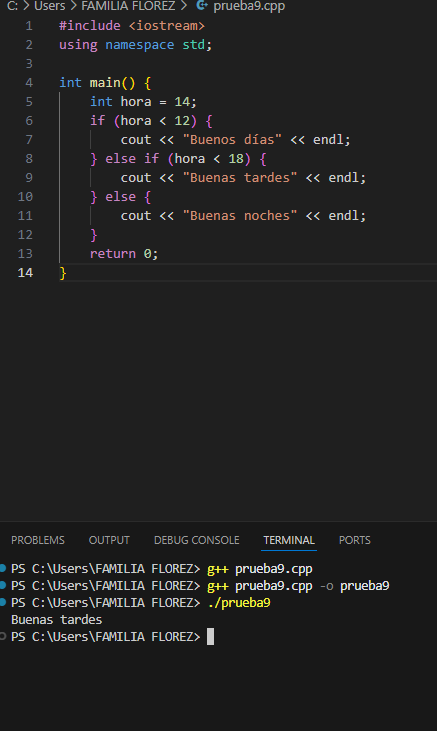 C: > Users > FAMILIA FLOREZ > prueba9.cpp
1 #include <iostream>
2 using namespace std;
3
4 int main() {
5     int hora = 14;
6     if (hora < 12) {
7         cout << "Buenos días" << endl;
8     } else if (hora < 18) {
9         cout << "Buenas tardes" << endl;
10     } else {
11         cout << "Buenas noches" << endl;
12     }
13     return 0;
14 }
PROBLEMS OUTPUT DEBUG CONSOLE TERMINAL PORTS
PS C:\Users\FAMILIA FLOREZ> g++ prueba9.cpp
PS C:\Users\FAMILIA FLOREZ> g++ prueba9.cpp -o prueba9
PS C:\Users\FAMILIA FLOREZ> ./prueba9
Buenas tardes
PS C:\Users\FAMILIA FLOREZ>